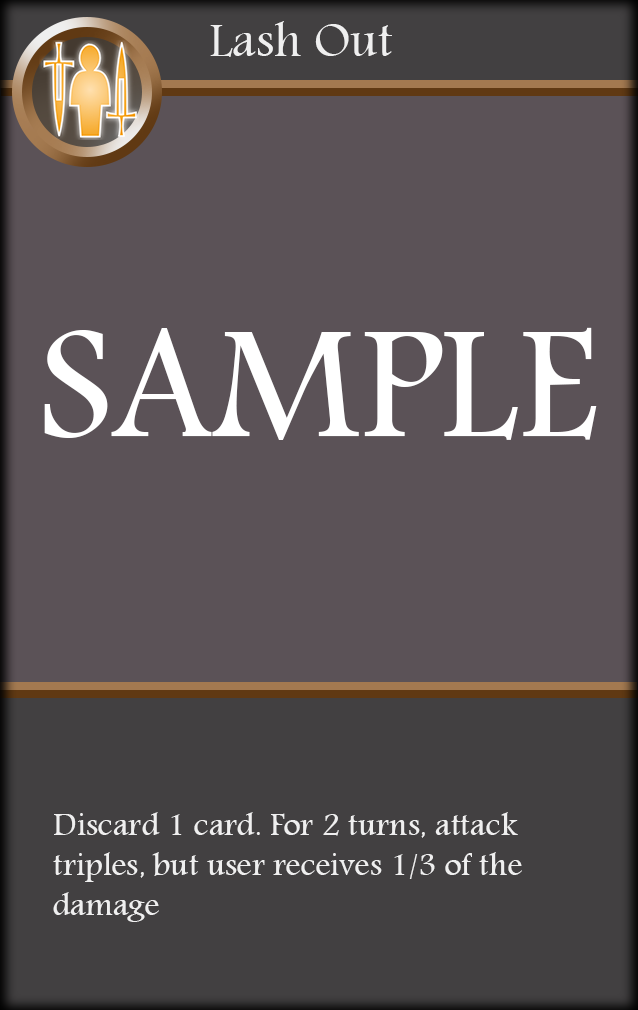 Lash Out
SAMPLE
Discard 1 card. For 2 turns, attack
triples, but user receives 1/3 of the
damage